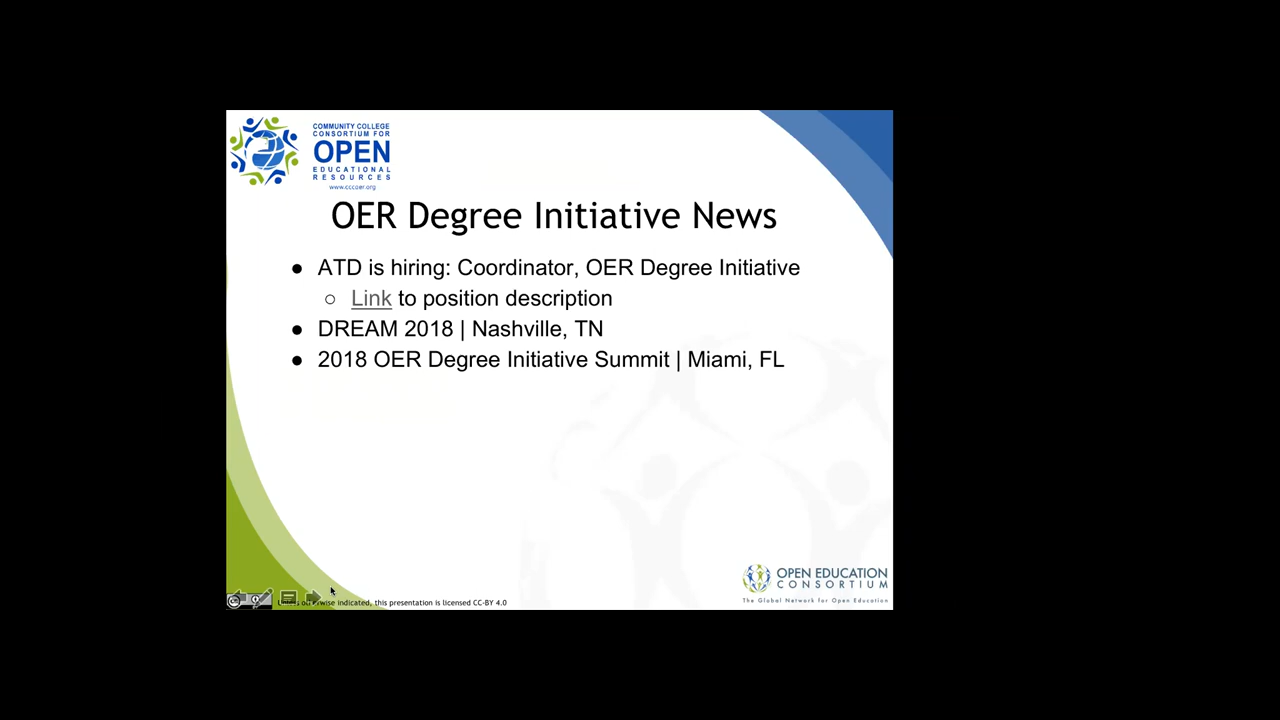 COMMUNITY COLLEGE
CONSORTIUM FOR
OPEN
EDUCATIONAL
RESOURCES
www.cccoer.org
OER Degree Initiative News
● ATD is hiring: Coordinator, OER Degree Initiative
○ Link to position description
● DREAM 2018 | Nashville, TN
● 2018 OER Degree Initiative Summit | Miami, FL
OPEN EDUCATION
CONSORTIUM
The Global Network for Open Education
indicated, this presentation is licensed CC-BY 4.0